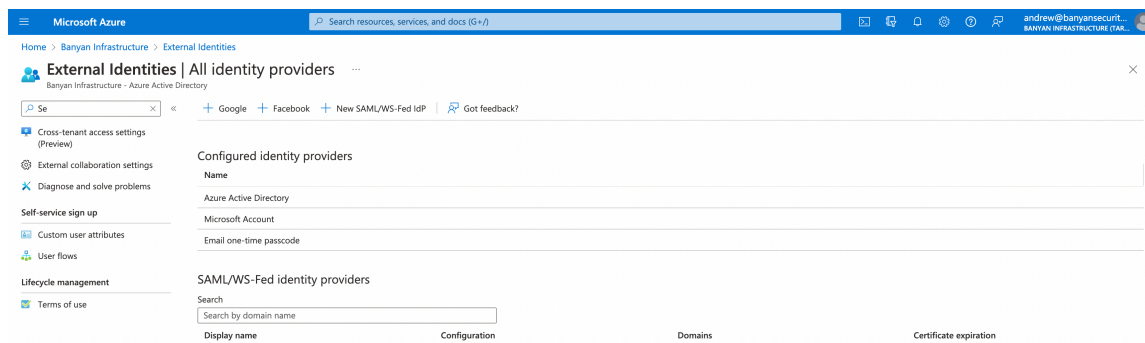 Microsoft Azure
Search resources, services, and docs (G+/)
andrew@banyansecurit...
BANYAN INFRASTRUCTURE (TAR...
Home > Banyan Infrastructure > External Identities
External Identities | All identity providers ...
Banyan Infrastructure - Azure Active Directory
Se
Google
Facebook
New SAML/WS-Fed IdP
Got feedback?
Cross-tenant access settings
(Preview)
External collaboration settings
Diagnose and solve problems
Self-service sign up
Custom user attributes
User flows
Lifecycle management
Terms of use
Configured identity providers
Name
Azure Active Directory
Microsoft Account
Email one-time passcode
SAML/WS-Fed identity providers
Search
Search by domain name
Display name Configuration Domains Certificate expiration